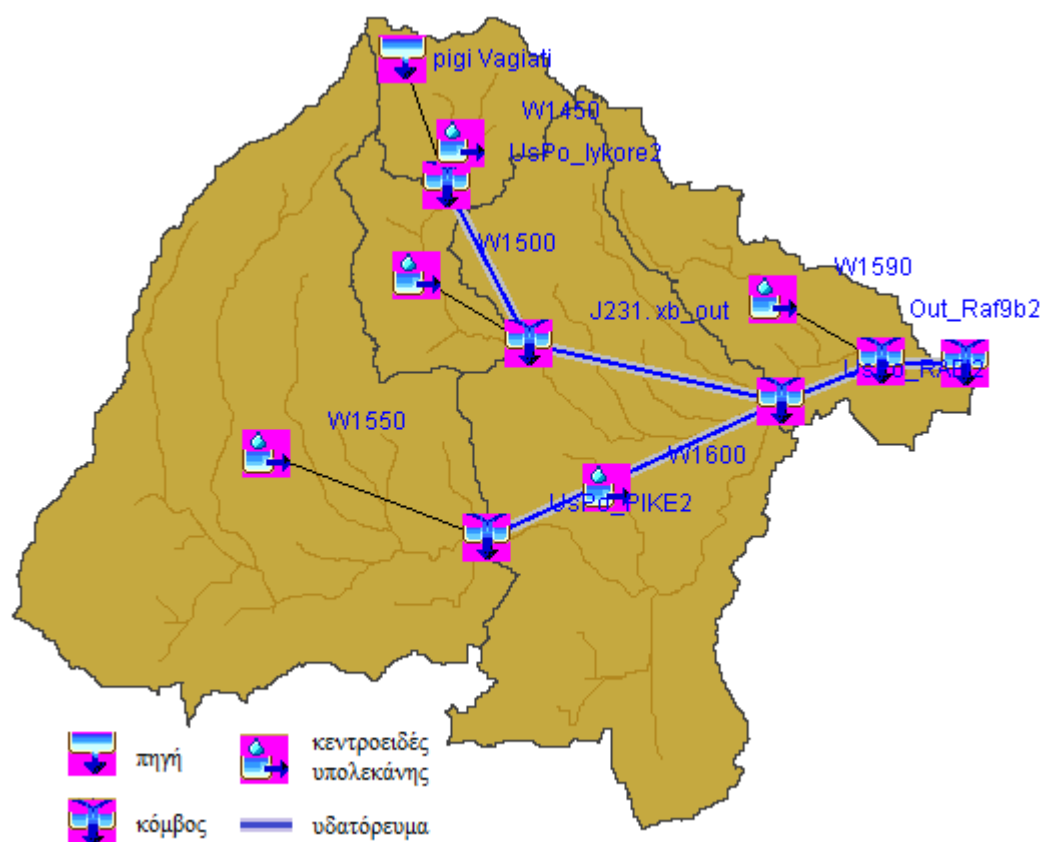 pigi Vagiati
W1450
UsPo_lykore2
W1500
W1590
J231. xb_out
Out_Raf9b2
W1550
W1600
UsPo_PIKE2
πηγή
κεντροειδές
υπολεκάνης
κόμβος
υδατόρευμα